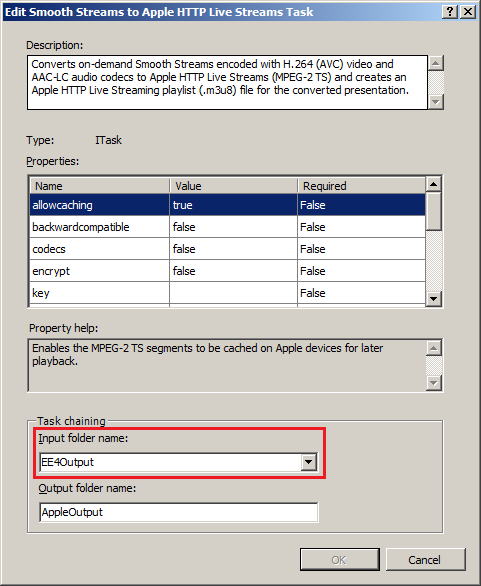 Edit Smooth Streams to Apple HTTP Live Streams Task
Description:
Converts on-demand Smooth Streams encoded with H.264 (AVC) video and
AAC-LC audio codecs to Apple HTTP Live Streams (MPEG-2 TS) and creates an
Apple HTTP Live Streaming playlist (.m3u8) file for the converted presentation.
Type: ITask
Properties:
Name Value Required
allowcaching true False
backwardcompatible false False
codecs false False
encrypt false False
key False
Property help:
Enables the MPEG-2 TS segments to be cached on Apple devices for later
playback.
Task chaining
Input folder name:
EE4Output
Output folder name:
AppleOutput
OK Cancel